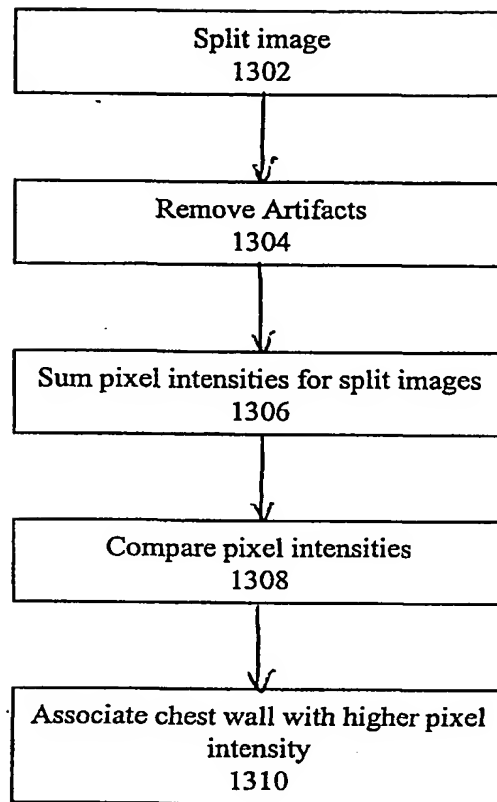 Split image
1302
Remove Artifacts
1304
Sum pixel intensities for split images
1306
Compare pixel intensities
1308
Associate chest wall with higher pixel
intensity
1310